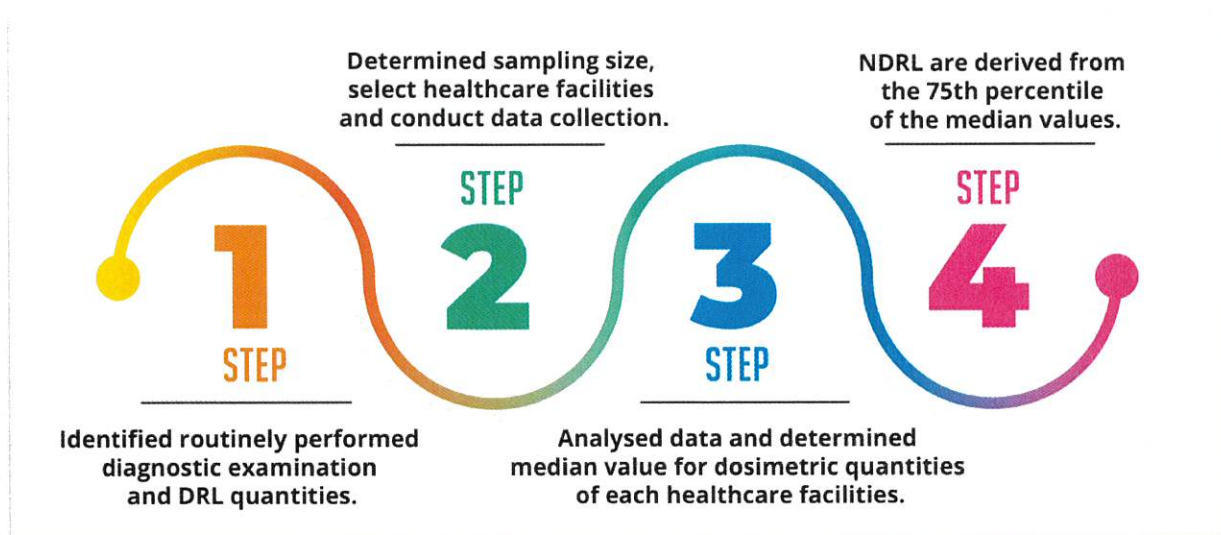 1
STEP
Identified routinely performed
diagnostic examination
and DRL quantities.
Determined sampling size,
select healthcare facilities
and conduct data collection.
STEP
2
3
STEP
Analysed data and determined
median value for dosimetric quantities
of each healthcare facilities.
NDRL are derived from
the 75th percentile
of the median values.
STEP
4